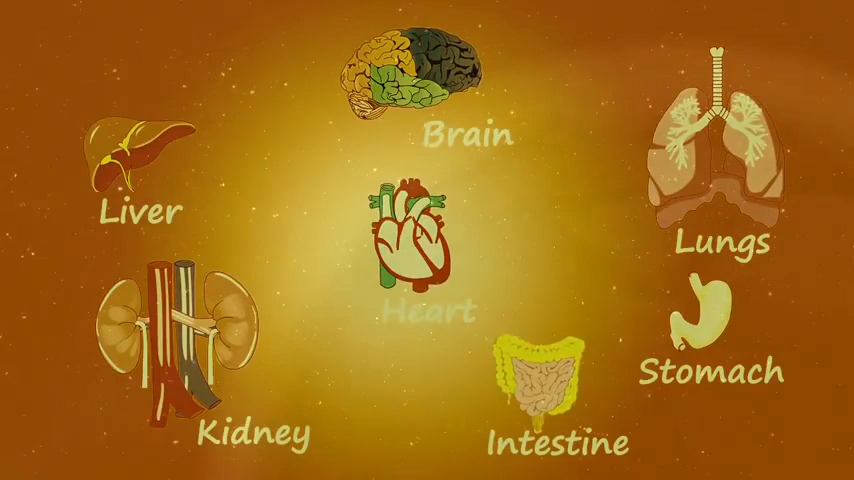 Brain
Liver
Lungs
Heart
Stomach
Kidney
Intestine